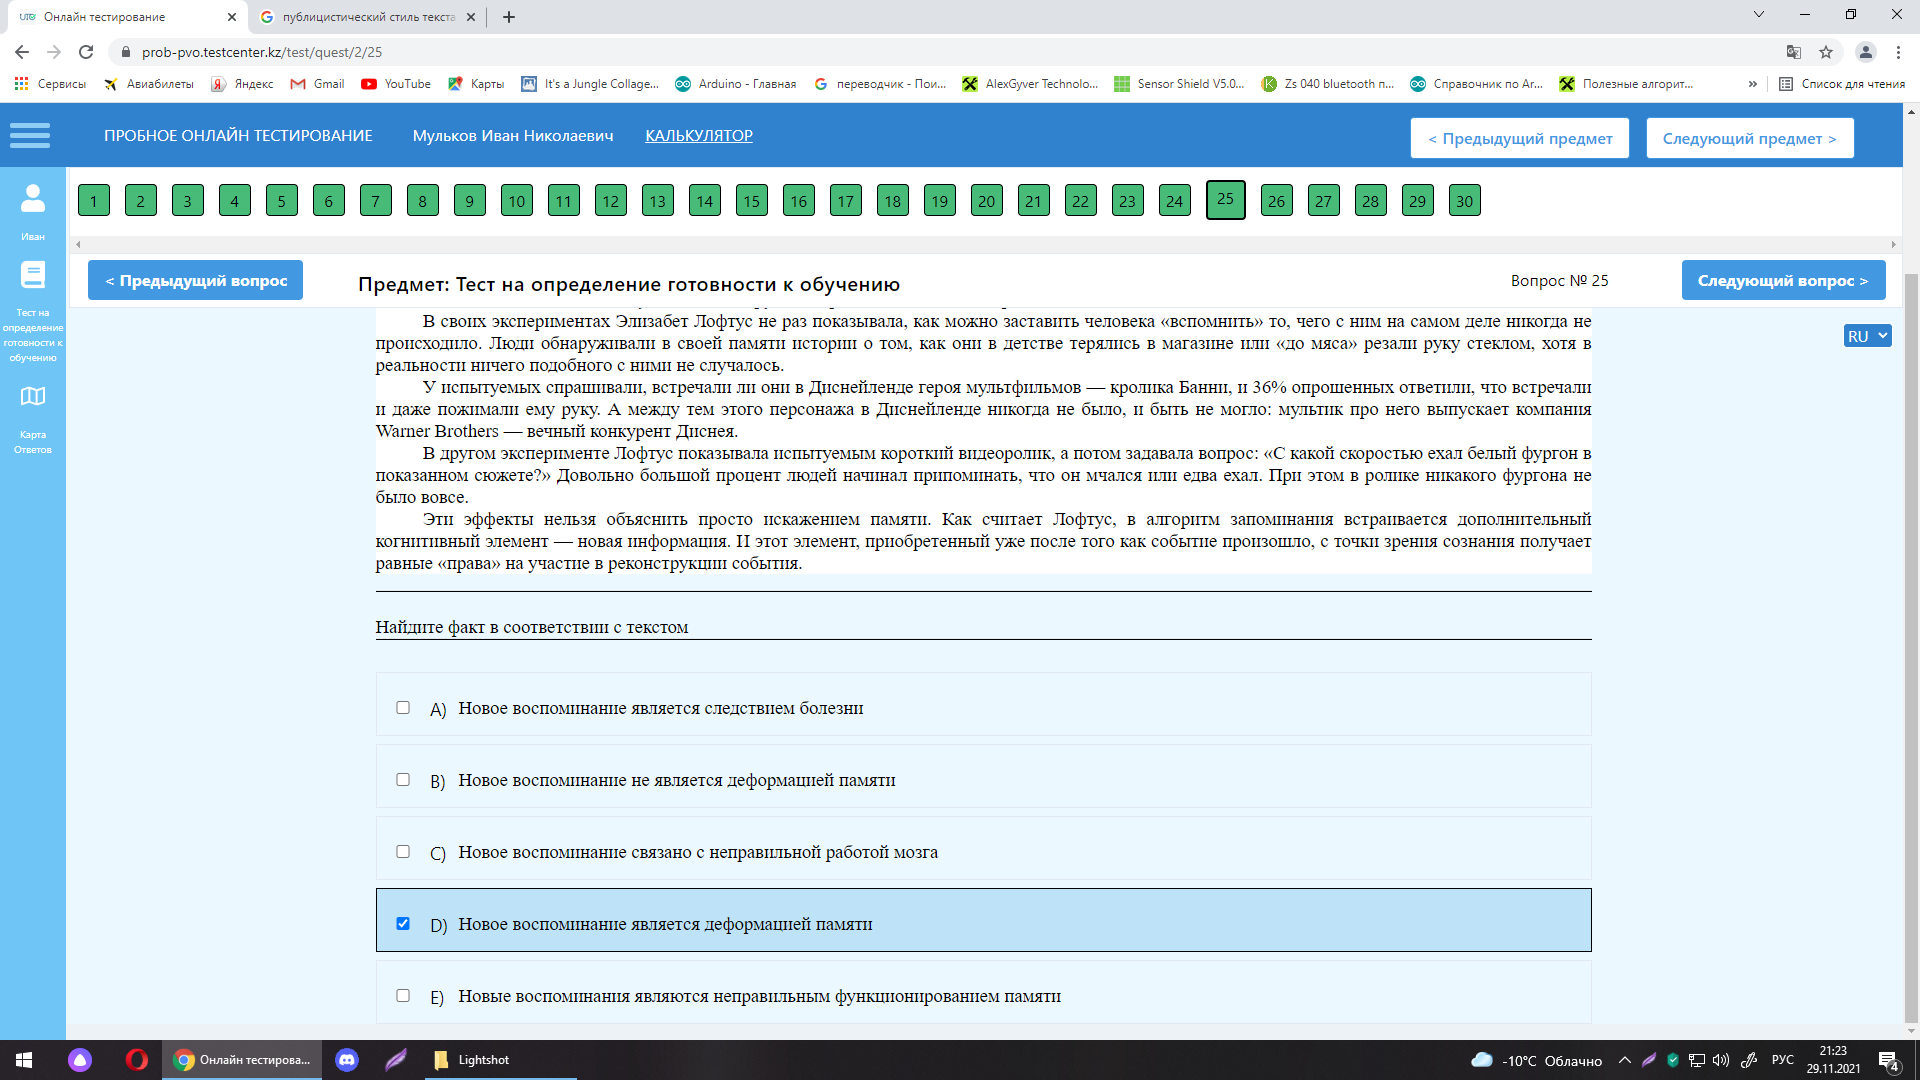 Онлайн тестирование
публицистический стиль текста
prob-pvo.testcenter.kz/test/quest/2/25
Сервисы
Авиабилеты
Яндекс
Gmail
YouTube
Карты
It's a Jungle Collage...
Arduino - Главная
переводчик - Пои...
AlexGyver Technolo...
Sensor Shield V5.0...
Zs 040 bluetooth п...
Справочник по Ar...
Полезные алгорит...
»
Список для чтения
ПРОБНОЕ ОНЛАЙН ТЕСТИРОВАНИЕ
Мульков Иван Николаевич
КАЛЬКУЛЯТОР
< Предыдущий предмет
Следующий предмет >
1 2 3 4 5 6 7 8 9 10 11 12 13 14 15 16 17 18 19 20 21 22 23 24 25 26 27 28 29 30
Иван
Тест на
определение
готовности к
обучению
Карта
Ответов
< Предыдущий вопрос
Предмет: Тест на определение готовности к обучению
Вопрос № 25
Следующий вопрос >
RU
В своих экспериментах Элизабет Лофтус не раз показывала, как можно заставить человека «вспомнить» то, чего с ним на самом деле никогда не
происходило. Люди обнаруживали в своей памяти истории о том, как они в детстве терялись в магазине или «до мяса» резали руку стеклом, хотя в
реальности ничего подобного с ними не случалось.
У испытуемых спрашивали, встречали ли они в Диснейленде героя мультфильмов — кролика Банни, и 36% опрошенных ответили, что встречали
и даже пожимали ему руку. А между тем этого персонажа в Диснейленде никогда не было, и быть не могло: мультик про него выпускает компания
Warner Brothers — вечный конкурент Диснея.
В другом эксперименте Лофтус показывала испытуемым короткий видеоролик, а потом задавала вопрос: «С какой скоростью ехал белый фургон в
показанном сюжете?» Довольно большой процент людей начинал припоминать, что он мчался или едва ехал. При этом в ролике никакого фургона не
было вовсе.
Эти эффекты нельзя объяснить просто искажением памяти. Как считает Лофтус, в алгоритм запоминания встраивается дополнительный
когнитивный элемент — новая информация. И этот элемент, приобретенный уже после того как событие произошло, с точки зрения сознания получает
равные «права» на участие в реконструкции события.
Найдите факт в соответствии с текстом
A) Новое воспоминание является следствием болезни
B) Новое воспоминание не является деформацией памяти
C) Новое воспоминание связано с неправильной работой мозга
D) Новое воспоминание является деформацией памяти
E) Новые воспоминания являются неправильным функционированием памяти
Онлайн тестирова...
Lightshot
-10°C Облачно
РУС
21:23
29.11.2021
4